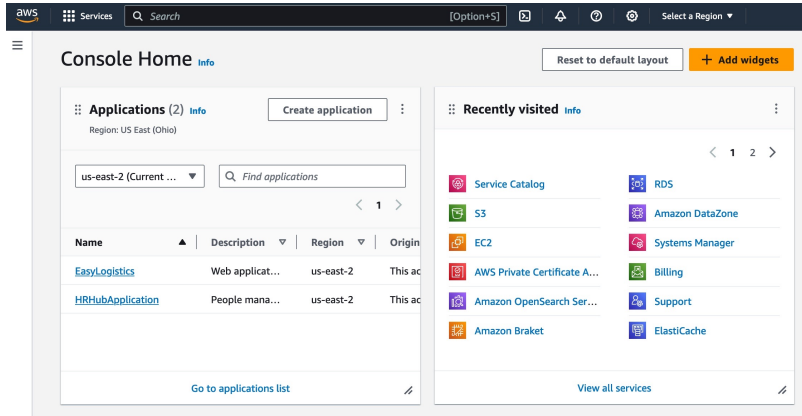 aws
Services
Search
[Option+S]
Select a Region ▼
Console Home Info
Reset to default layout
+ Add widgets
Applications (2) Info
Create application
Region: US East (Ohio)
us-east-2 (Current ...
Find applications
< 1 >
Name
Description
Region
Origin
EasyLogistics
Web applicat...
us-east-2
This ac
HRHubApplication
People mana...
us-east-2
This ac
Go to applications list
Recently visited Info
< 1 2 >
Service Catalog
RDS
S3
Amazon DataZone
EC2
Systems Manager
AWS Private Certificate A...
Billing
Amazon OpenSearch Ser...
Support
Amazon Braket
ElastiCache
View all services